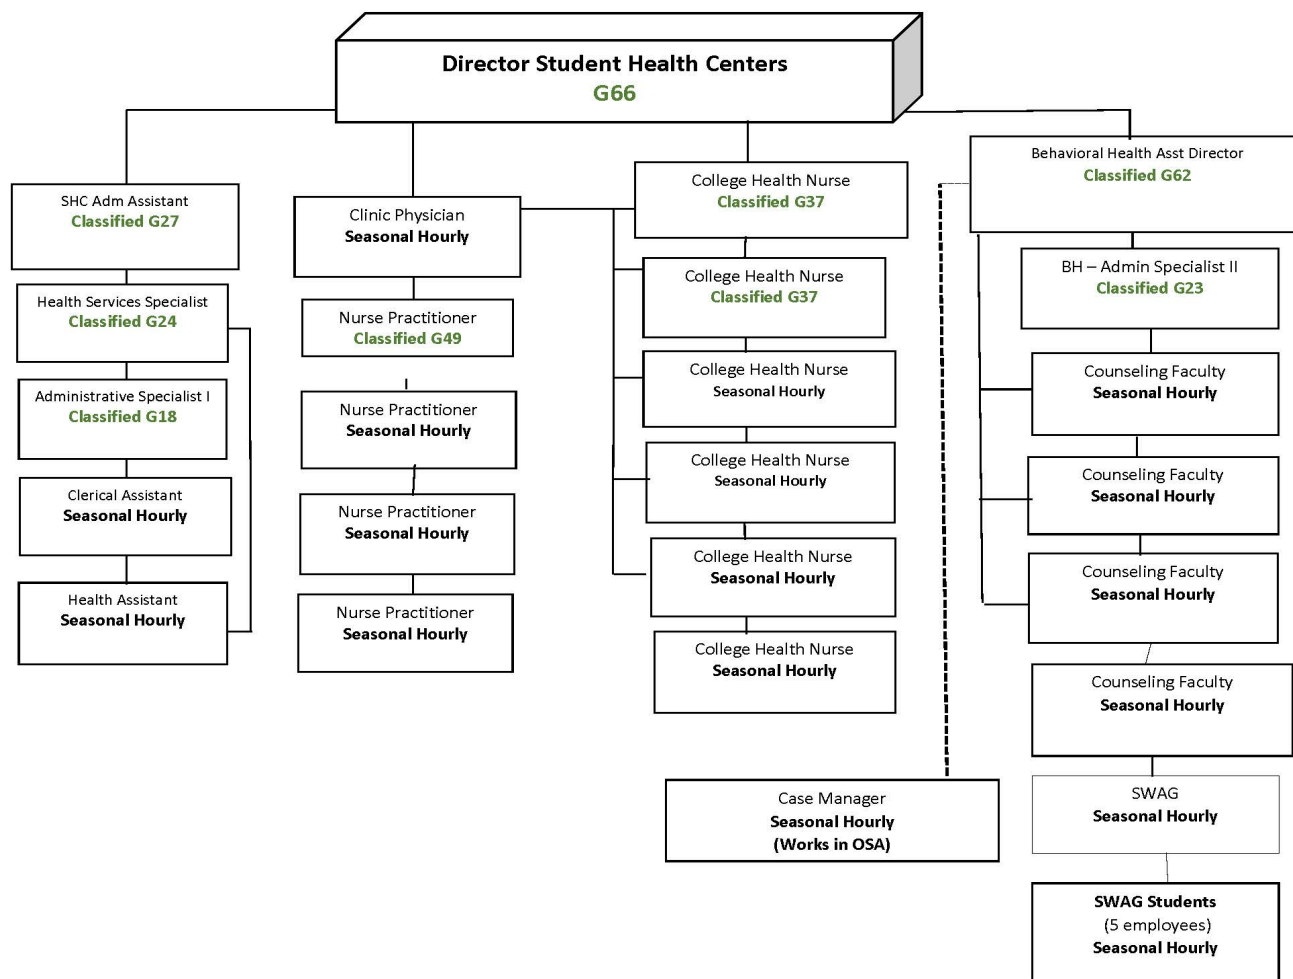 Director Student Health Centers
G66
SHC Adm Assistant
Classified G27
Health Services Specialist
Classified G24
Administrative Specialist I
Classified G18
Clerical Assistant
Seasonal Hourly
Health Assistant
Seasonal Hourly
Clinic Physician
Seasonal Hourly
Nurse Practitioner
Classified G49
Nurse Practitioner
Seasonal Hourly
Nurse Practitioner
Seasonal Hourly
Nurse Practitioner
Seasonal Hourly
College Health Nurse
Classified G37
College Health Nurse
Classified G37
College Health Nurse
Seasonal Hourly
College Health Nurse
Seasonal Hourly
College Health Nurse
Seasonal Hourly
College Health Nurse
Seasonal Hourly
Case Manager
Seasonal Hourly
(Works in OSA)
Behavioral Health Asst Director
Classified G62
BH – Admin Specialist II
Classified G23
Counseling Faculty
Seasonal Hourly
Counseling Faculty
Seasonal Hourly
Counseling Faculty
Seasonal Hourly
Counseling Faculty
Seasonal Hourly
SWAG
Seasonal Hourly
SWAG Students
(5 employees)
Seasonal Hourly